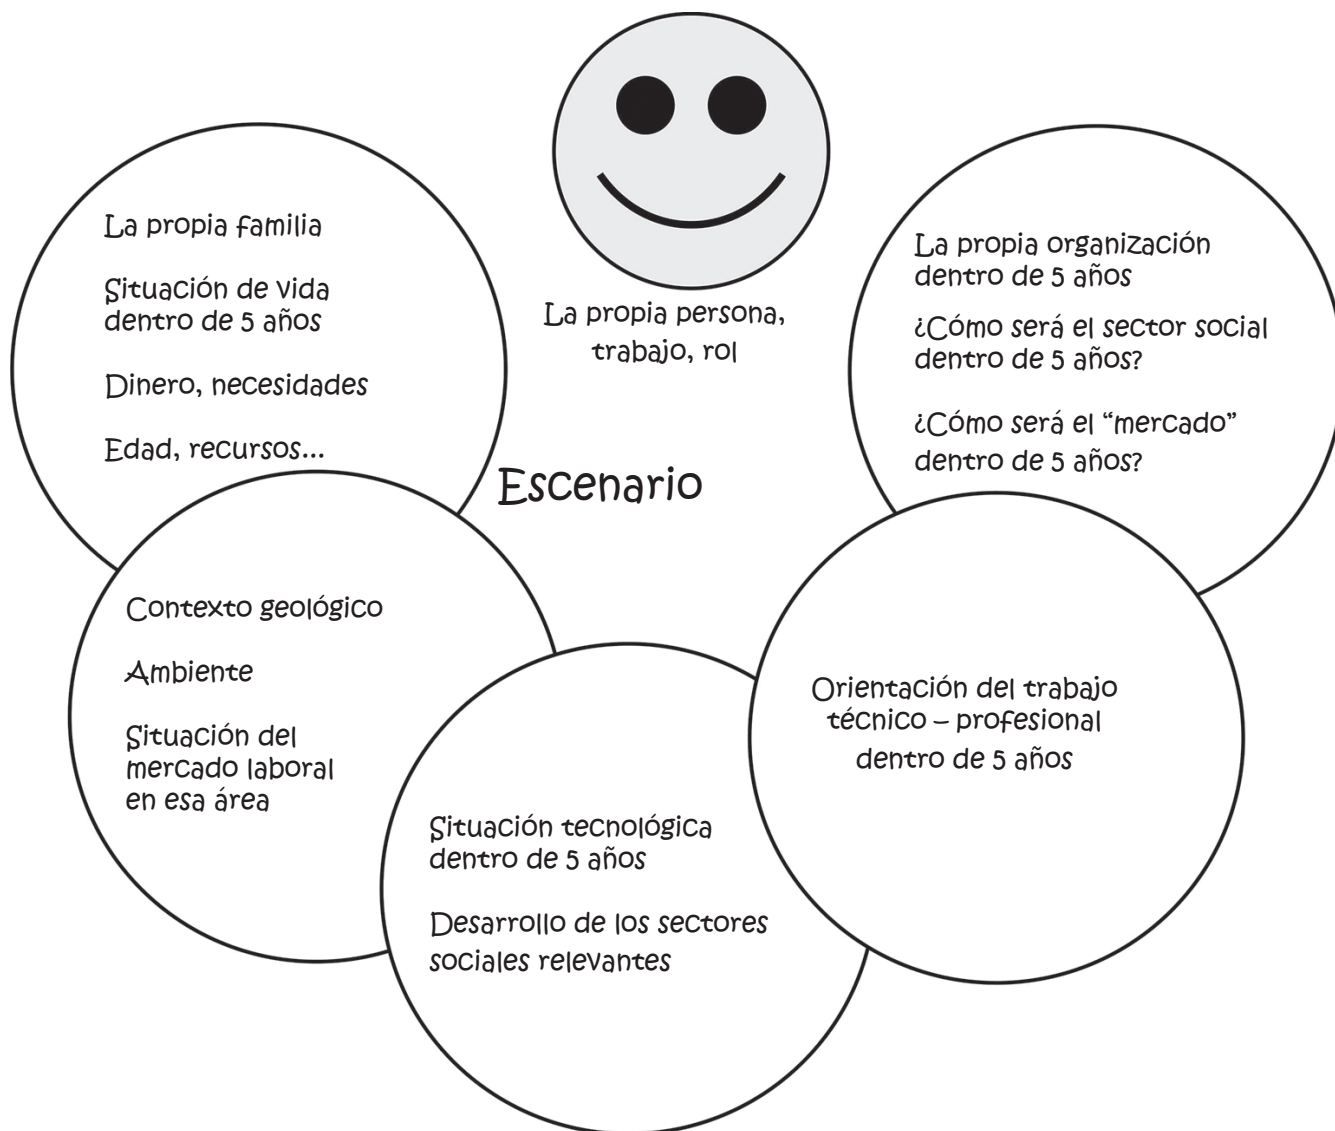 La propia familia
Situación de vida
dentro de 5 años
Dinero, necesidades
Edad, recursos...
La propia persona,
trabajo, rol
La propia organización
dentro de 5 años
¿Cómo será el sector social
dentro de 5 años?
¿Cómo será el “mercado”
dentro de 5 años?
Escenario
Contexto geológico
Ambiente
Situación del
mercado laboral
en esa área
Situación tecnológica
dentro de 5 años
Desarrollo de los sectores
sociales relevantes
Orientación del trabajo
técnico – profesional
dentro de 5 años